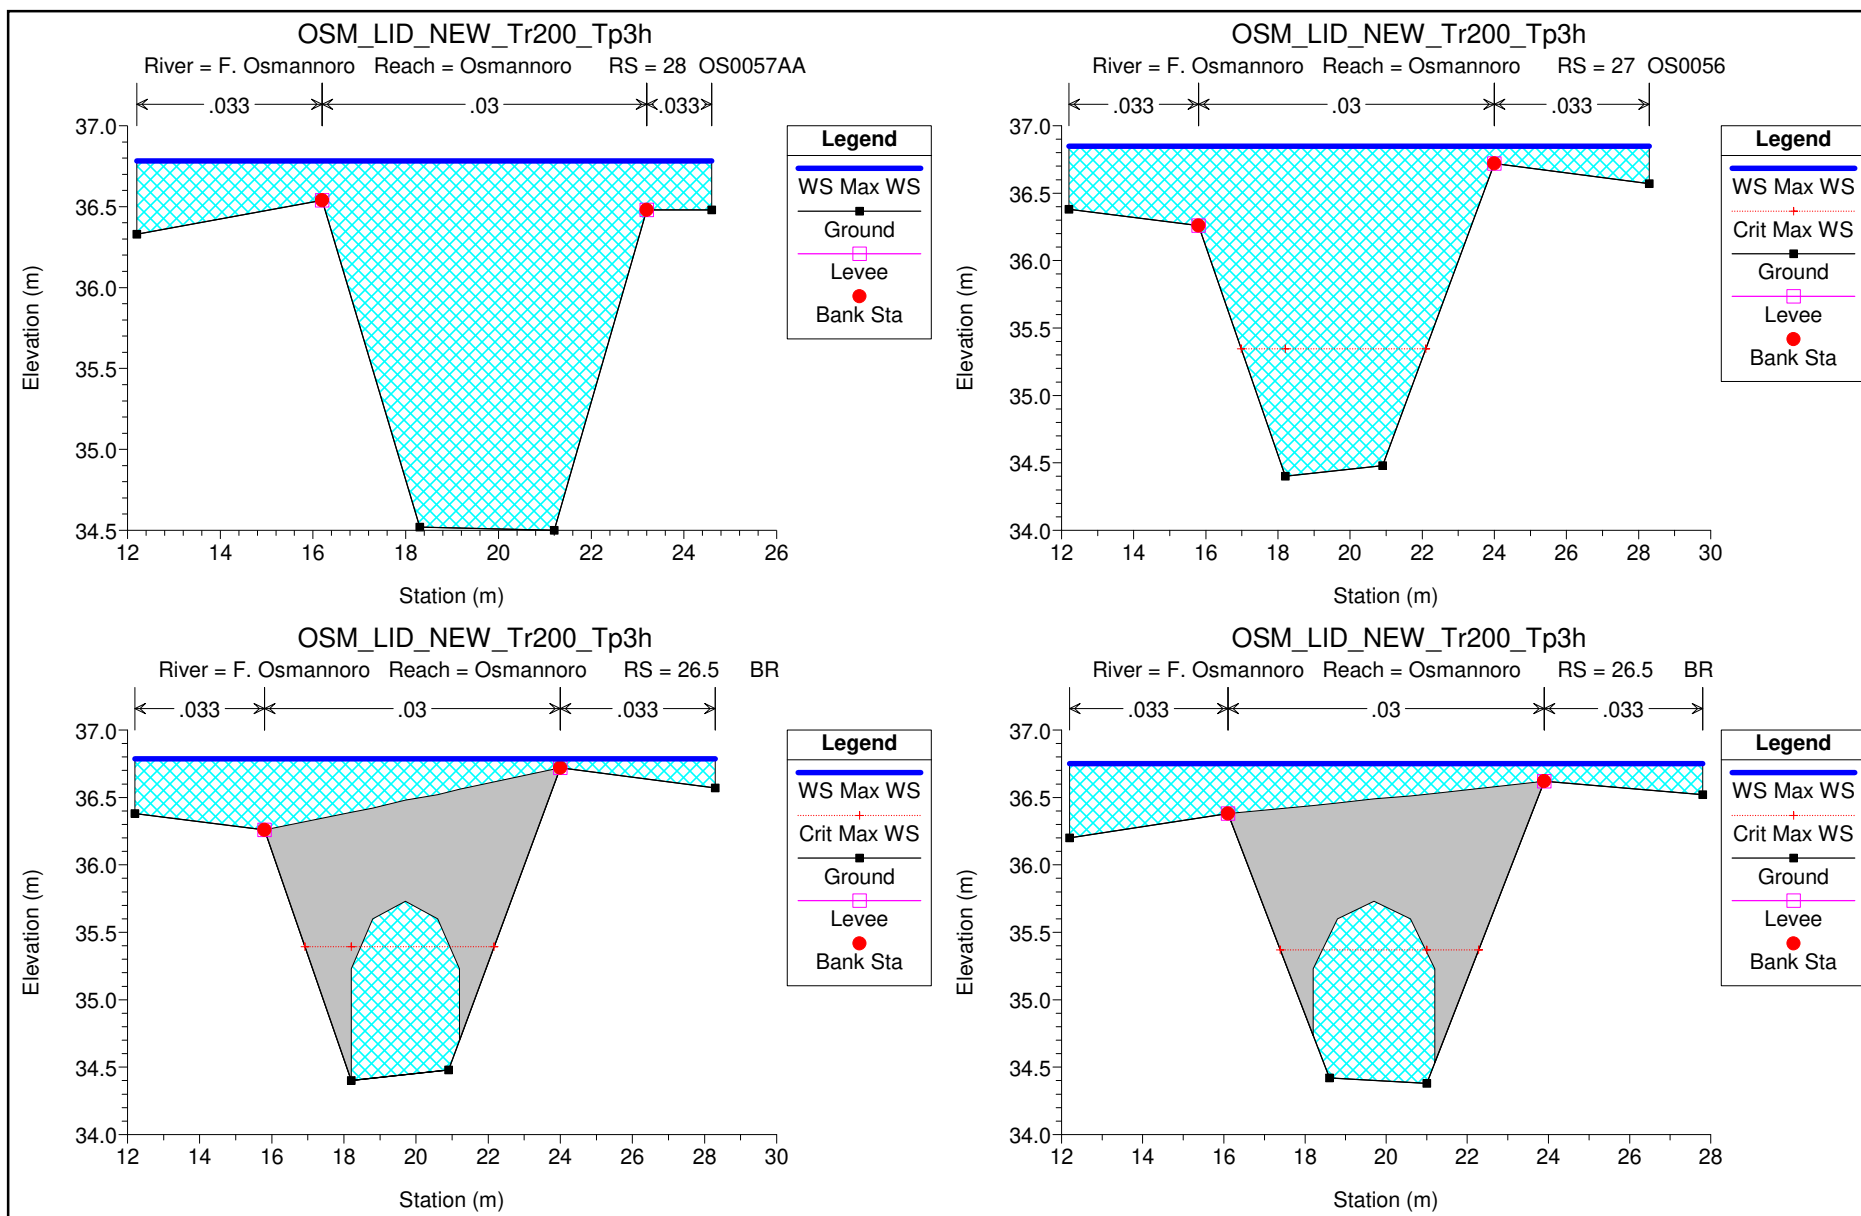 OSM_LID_NEW_Tr200_Tp3h
River = F. Osmannoro Reach = Osmannoro RS = 28 OS0057AA
.033 .03 .033
37.0
36.5
36.0
35.5
35.0
34.5
Elevation (m)
12 14 16 18 20 22 24 26
Station (m)
Legend
WS Max WS
Ground
Levee
Bank Sta
OSM_LID_NEW_Tr200_Tp3h
River = F. Osmannoro Reach = Osmannoro RS = 27 OS0056
.033 .03 .033
37.0
36.5
36.0
35.5
35.0
34.5
34.0
Elevation (m)
12 14 16 18 20 22 24 26 28 30
Station (m)
Legend
WS Max WS
Crit Max WS
Ground
Levee
Bank Sta
OSM_LID_NEW_Tr200_Tp3h
River = F. Osmannoro Reach = Osmannoro RS = 26.5 BR
.033 .03 .033
37.0
36.5
36.0
35.5
35.0
34.5
34.0
Elevation (m)
12 14 16 18 20 22 24 26 28 30
Station (m)
Legend
WS Max WS
Crit Max WS
Ground
Levee
Bank Sta
OSM_LID_NEW_Tr200_Tp3h
River = F. Osmannoro Reach = Osmannoro RS = 26.5 BR
.033 .03 .033
37.0
36.5
36.0
35.5
35.0
34.5
34.0
Elevation (m)
12 14 16 18 20 22 24 26 28
Station (m)
Legend
WS Max WS
Crit Max WS
Ground
Levee
Bank Sta